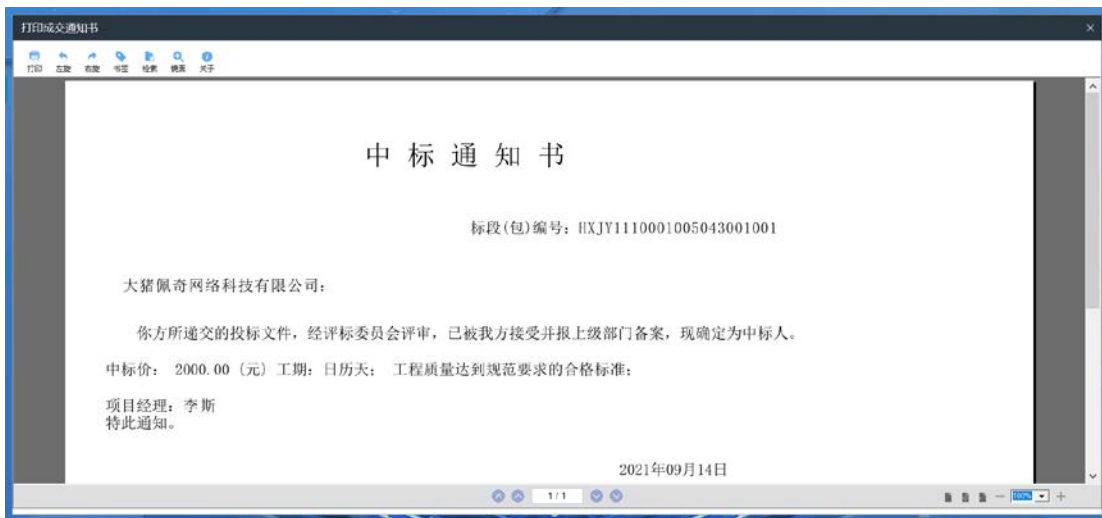 打印成交通知书
打印 左旋 右旋 书签 检索 搜查 关于
中标通知书
标段(包)编号：HXJY1110001005043001001
大猪佩奇网络科技有限公司：
你方所递交的投标文件，经评标委员会评审，已被我方接受并报上级部门备案，现确定为中标人。
中标价： 2000.00 (元) 工期：日历天； 工程质量达到规范要求的合格标准；
项目经理：李斯
特此通知。
2021年09月14日
1/1
100%